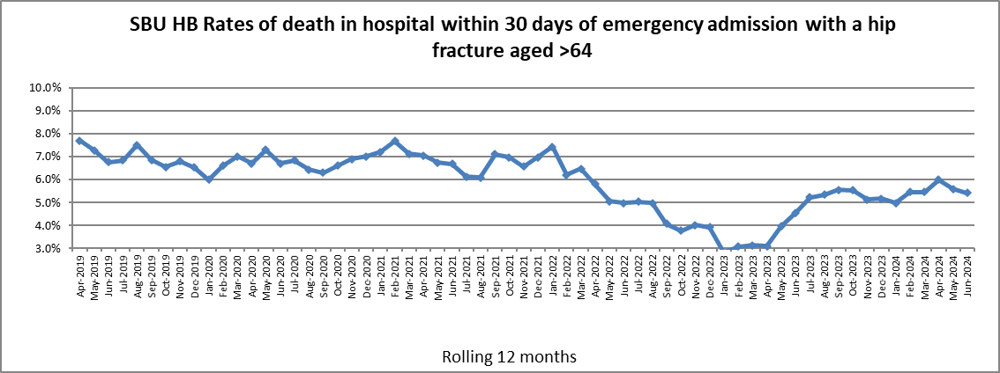 SBU HB Rates of death in hospital within 30 days of emergency admission with a hip
fracture aged >64
10.0%
9.0%
8.0%
7.0%
6.0%
5.0%
4.0%
3.0%
Apr-2019
May-2019
Jun-2019
Jul-2019
Aug-2019
Sep-2019
Oct-2019
Nov-2019
Dec-2019
Jan-2020
Feb-2020
Mar-2020
Apr-2020
May-2020
Jun-2020
Jul-2020
Aug-2020
Sep-2020
Oct-2020
Nov-2020
Dec-2020
Jan-2021
Feb-2021
Mar-2021
Apr-2021
May-2021
Jun-2021
Jul-2021
Aug-2021
Sep-2021
Oct-2021
Nov-2021
Dec-2021
Jan-2022
Feb-2022
Mar-2022
Apr-2022
May-2022
Jun-2022
Jul-2022
Aug-2022
Sep-2022
Oct-2022
Nov-2022
Dec-2022
Jan-2023
Feb-2023
Mar-2023
Apr-2023
May-2023
Jun-2023
Jul-2023
Aug-2023
Sep-2023
Oct-2023
Nov-2023
Dec-2023
Jan-2024
Feb-2024
Mar-2024
Apr-2024
May-2024
Jun-2024
Rolling 12 months